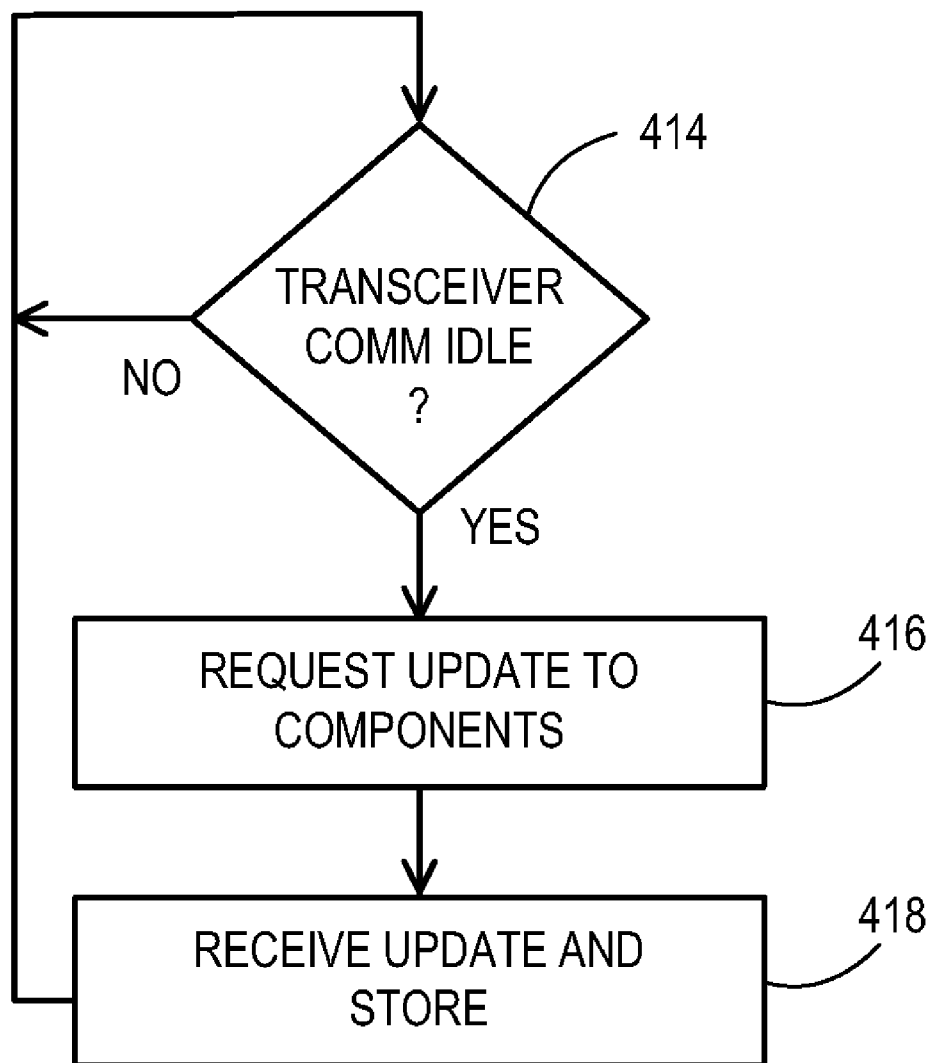 414
TRANSCEIVER
COMM IDLE
?
NO
YES
416
REQUEST UPDATE TO
COMPONENTS
418
RECEIVE UPDATE AND
STORE